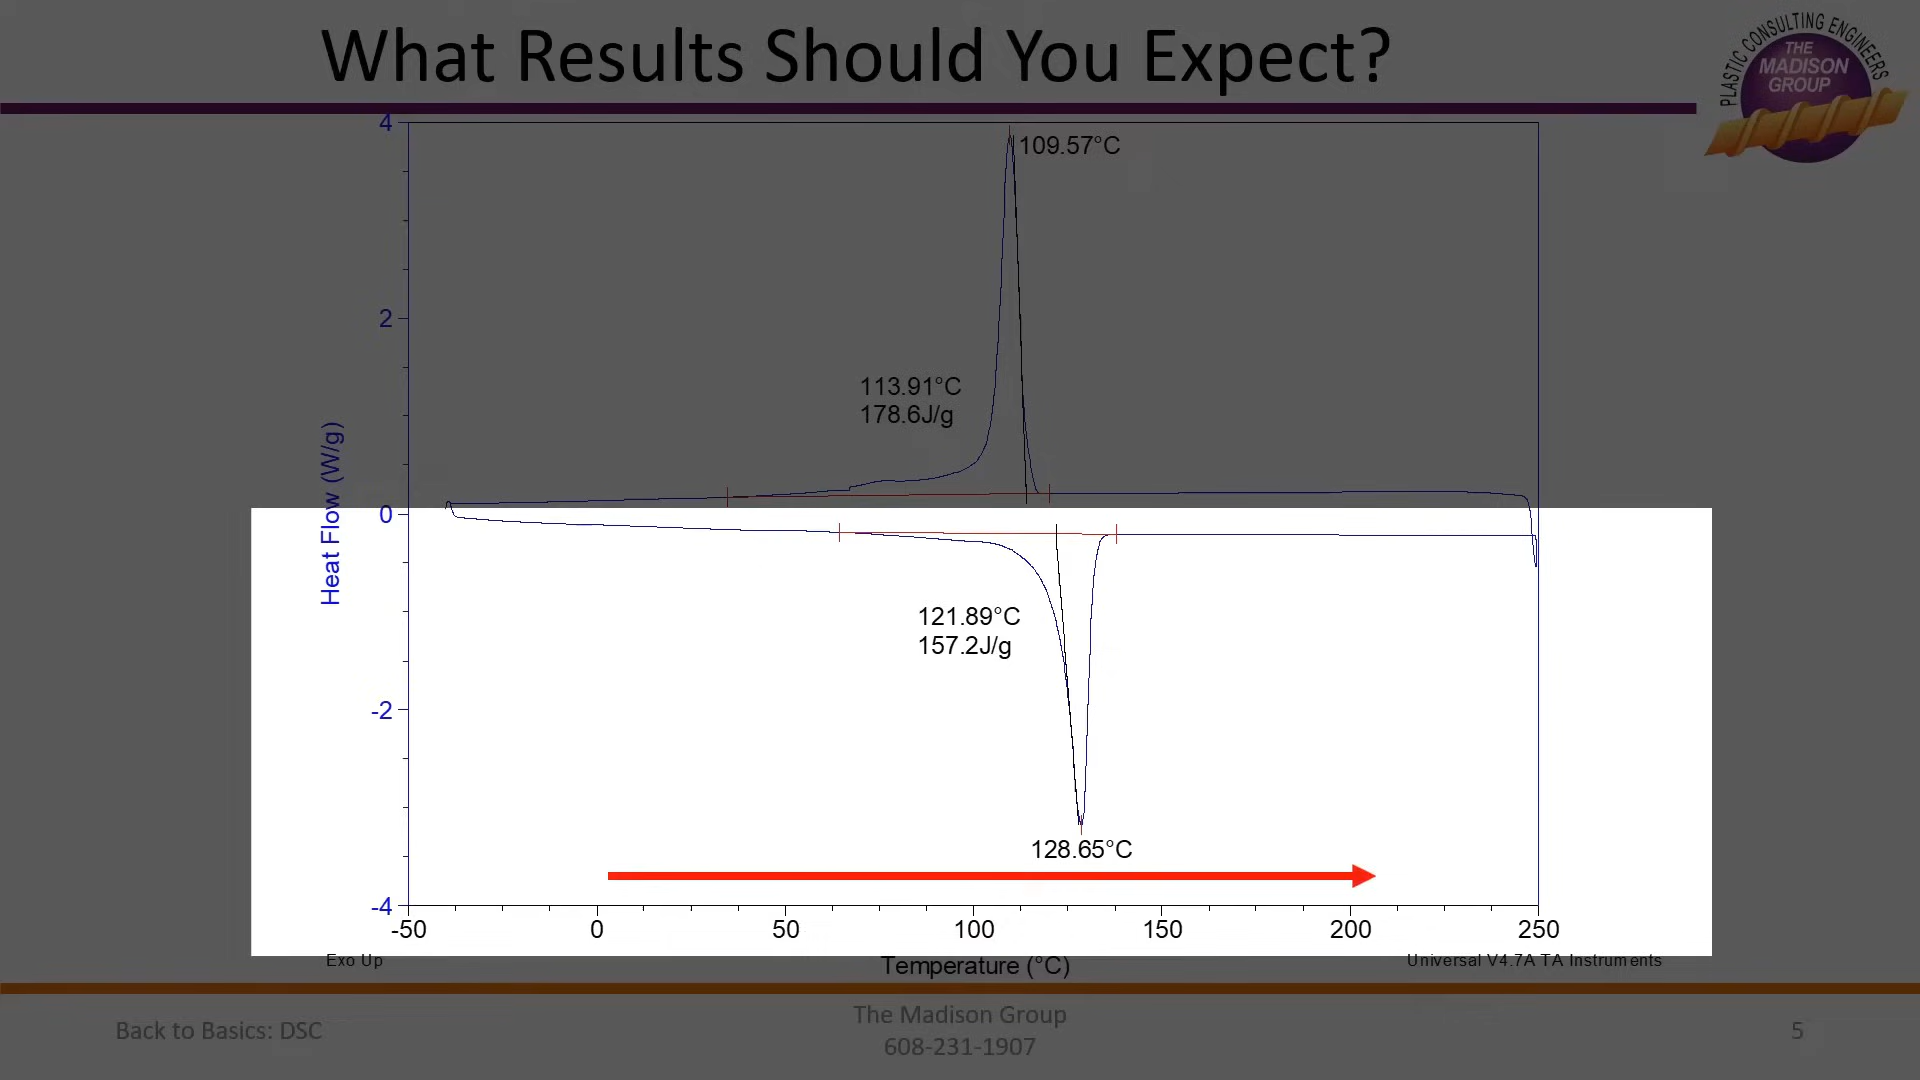 What Results Should You Expect?
PLASTIC CONSULTING ENGINEERS
THE
MADISON
GROUP
4
109.57°C
2
113.91°C
178.6J/g
Heat Flow (W/g)
0
121.89°C
157.2J/g
-2
128.65°C
-4
-50 0 50 100 150 200 250
Exo Up
Temperature (°C)
Universal V4.7A TA Instruments
Back to Basics: DSC
The Madison Group
608-231-1907
5